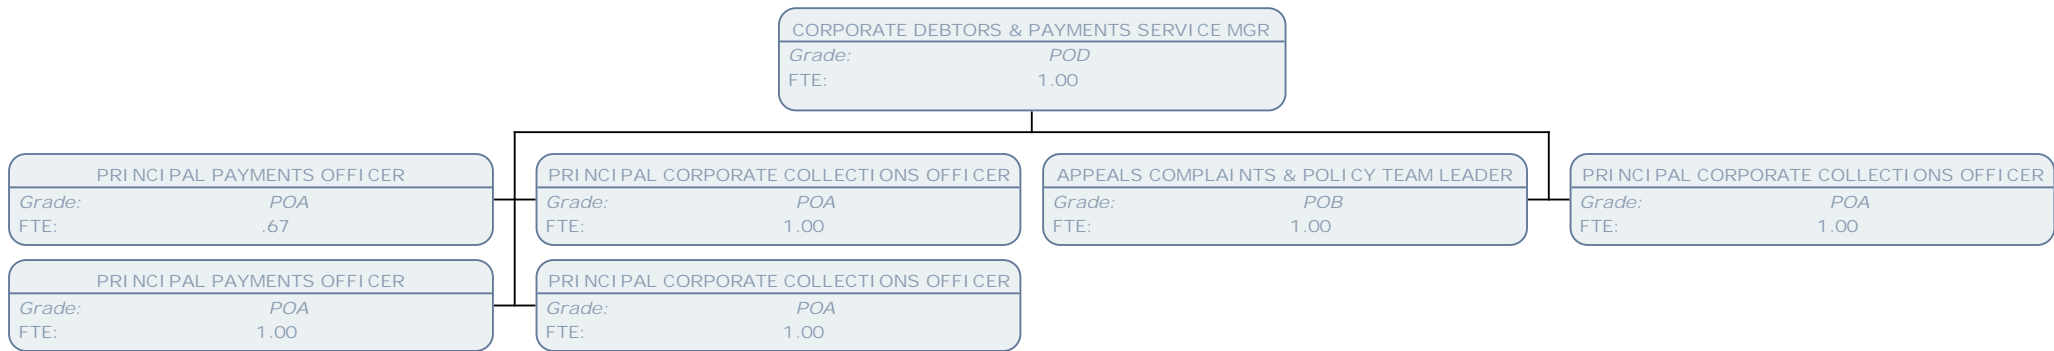 CORPORATE DEBTORS & PAYMENTS SERVICE MGR
Grade: POD
FTE: 1.00
PRINCIPAL PAYMENTS OFFICER
Grade: POA
FTE: .67
PRINCIPAL CORPORATE COLLECTIONS OFFICER
Grade: POA
FTE: 1.00
APPEALS COMPLAINTS & POLICY TEAM LEADER
Grade: POB
FTE: 1.00
PRINCIPAL CORPORATE COLLECTIONS OFFICER
Grade: POA
FTE: 1.00
PRINCIPAL PAYMENTS OFFICER
Grade: POA
FTE: 1.00
PRINCIPAL CORPORATE COLLECTIONS OFFICER
Grade: POA
FTE: 1.00